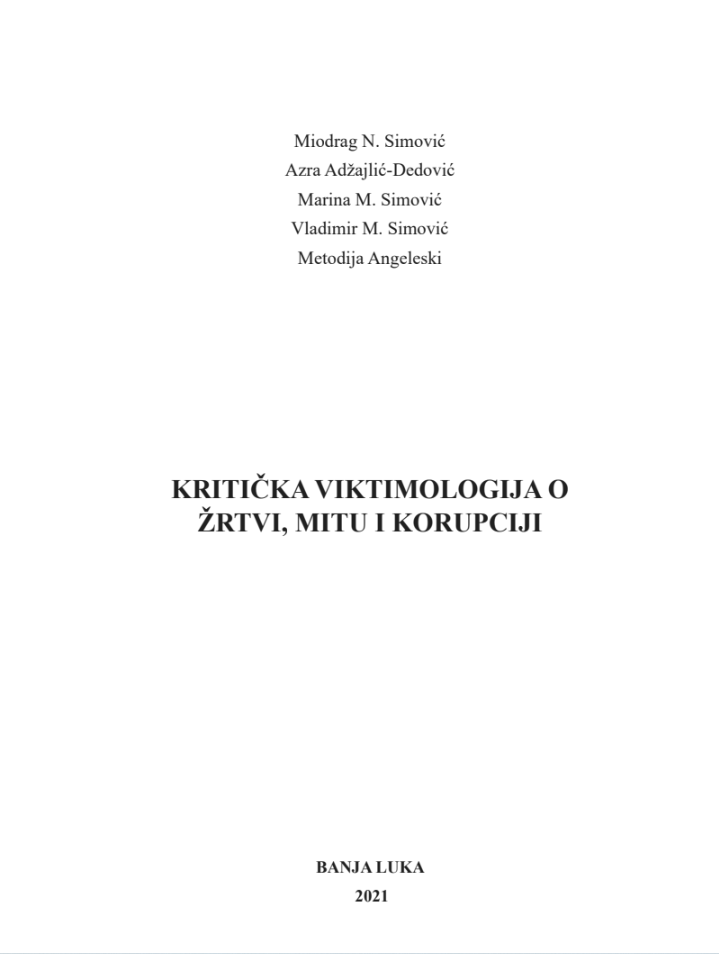 Miodrag N. Simović
Azra Adžajlić-Dedović
Marina M. Simović
Vladimir M. Simović
Metodija Angeleski
KRITIČKA VIKTIMOLOGIJA O
ŽRTVI, MITU I KORUPCIJI
BANJA LUKA
2021